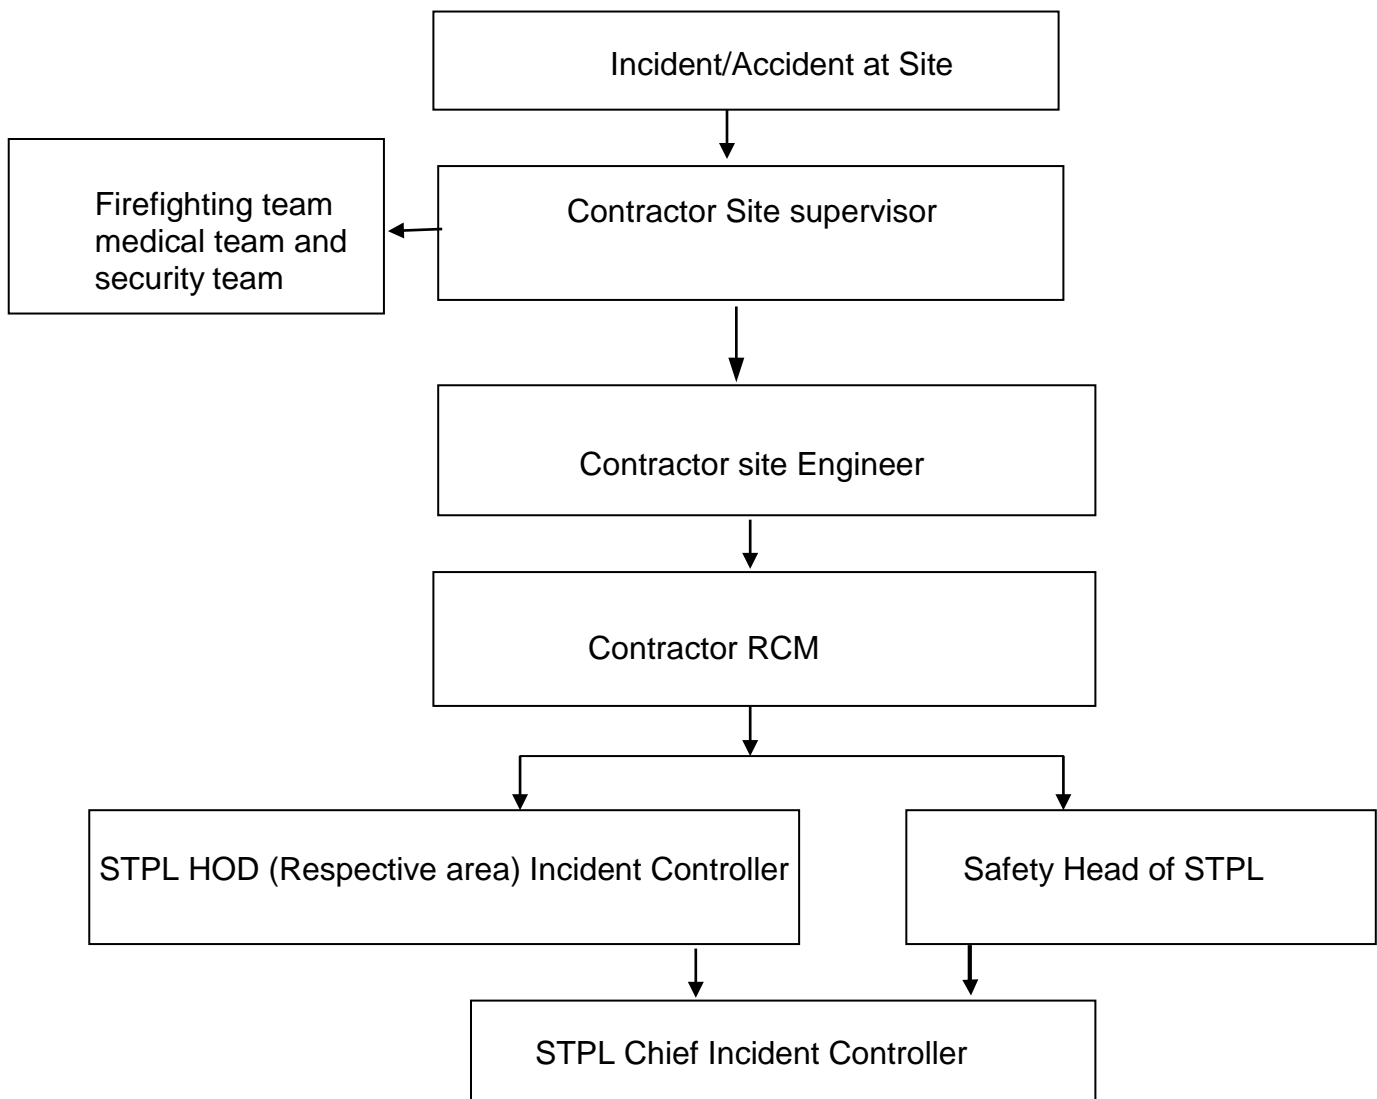 Incident/Accident at Site
Contractor Site supervisor
Firefighting team
medical team and
security team
Contractor site Engineer
Contractor RCM
STPL HOD (Respective area) Incident Controller
Safety Head of STPL
STPL Chief Incident Controller